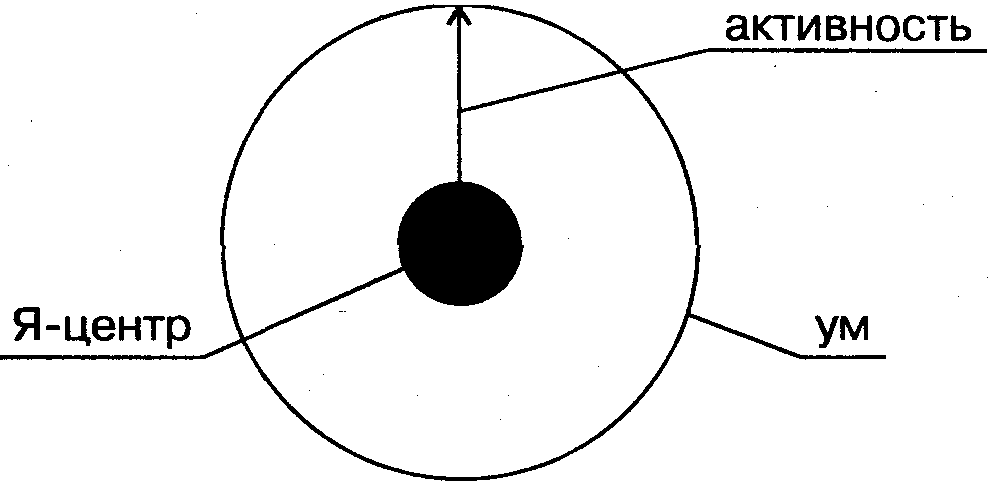 активность
Я-центр
ум